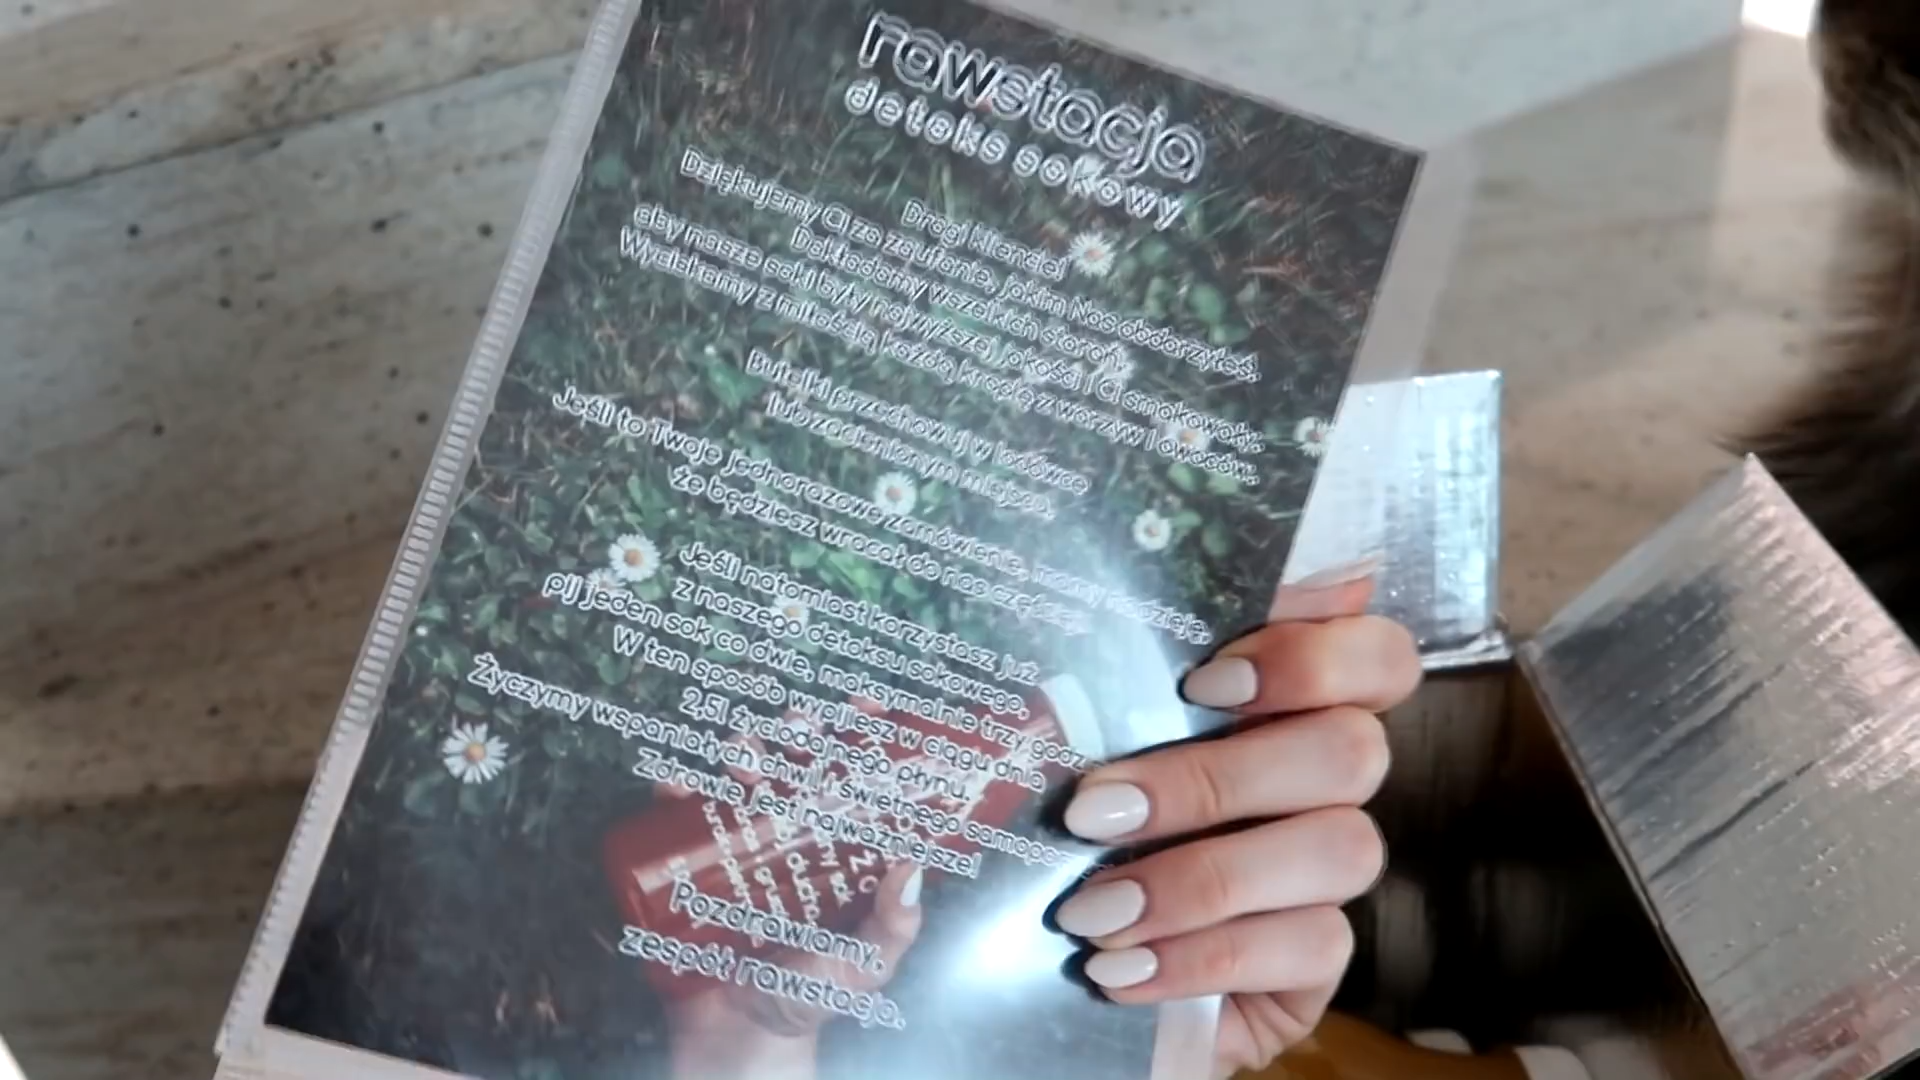 rawstacja
detoks sokowy
Drogi Kliencie!
Dziękujemy Ci za zaufanie, jakim Nas obdarzyłeś.
Dokładamy wszelkich starań,
aby nasze soki były najwyższej jakości i Ci smakowały.
Wyciskamy z miłością każdą kroplę z warzyw i owoców.
Butelki przechowuj w lodówce
lub zacienionym miejscu.
Jeśli to Twoje jednorazowe zamówienie, mamy nadzieję,
że będziesz wracał do nas częściej.
Jeśli natomiast korzystasz już
z naszego detoksu sokowego,
pij jeden sok co dwie, maksymalnie trzy godz
W ten sposób wypijesz w ciągu dnia
2,5l życiodajnego płynu.
Życzymy wspaniałych chwil i świetnego samopo
Zdrowie jest najważniejsze!
Pozdrawiamy,
zespół rawstacja.